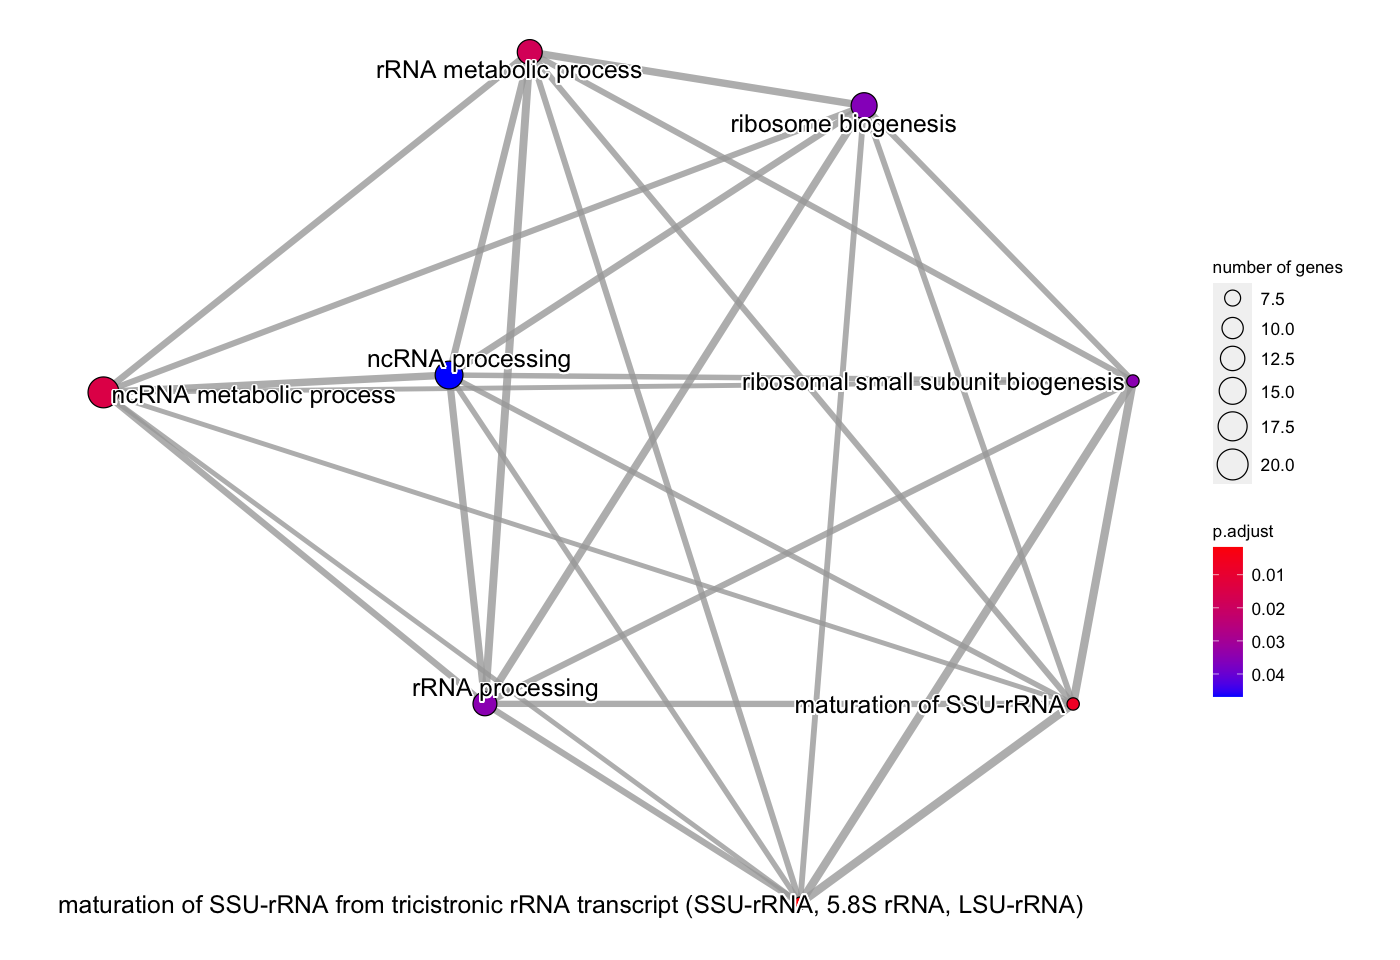 rRNA metabolic process
ribosome biogenesis
ncRNA processing
ribosomal small subunit biogenesis
ncRNA metabolic process
rRNA processing
maturation of SSU-rRNA
maturation of SSU-rRNA from tricistronic rRNA transcript (SSU-rRNA, 5.8S rRNA, LSU-rRNA)
number of genes
7.5
10.0
12.5
15.0
17.5
20.0
p.adjust
0.01
0.02
0.03
0.04